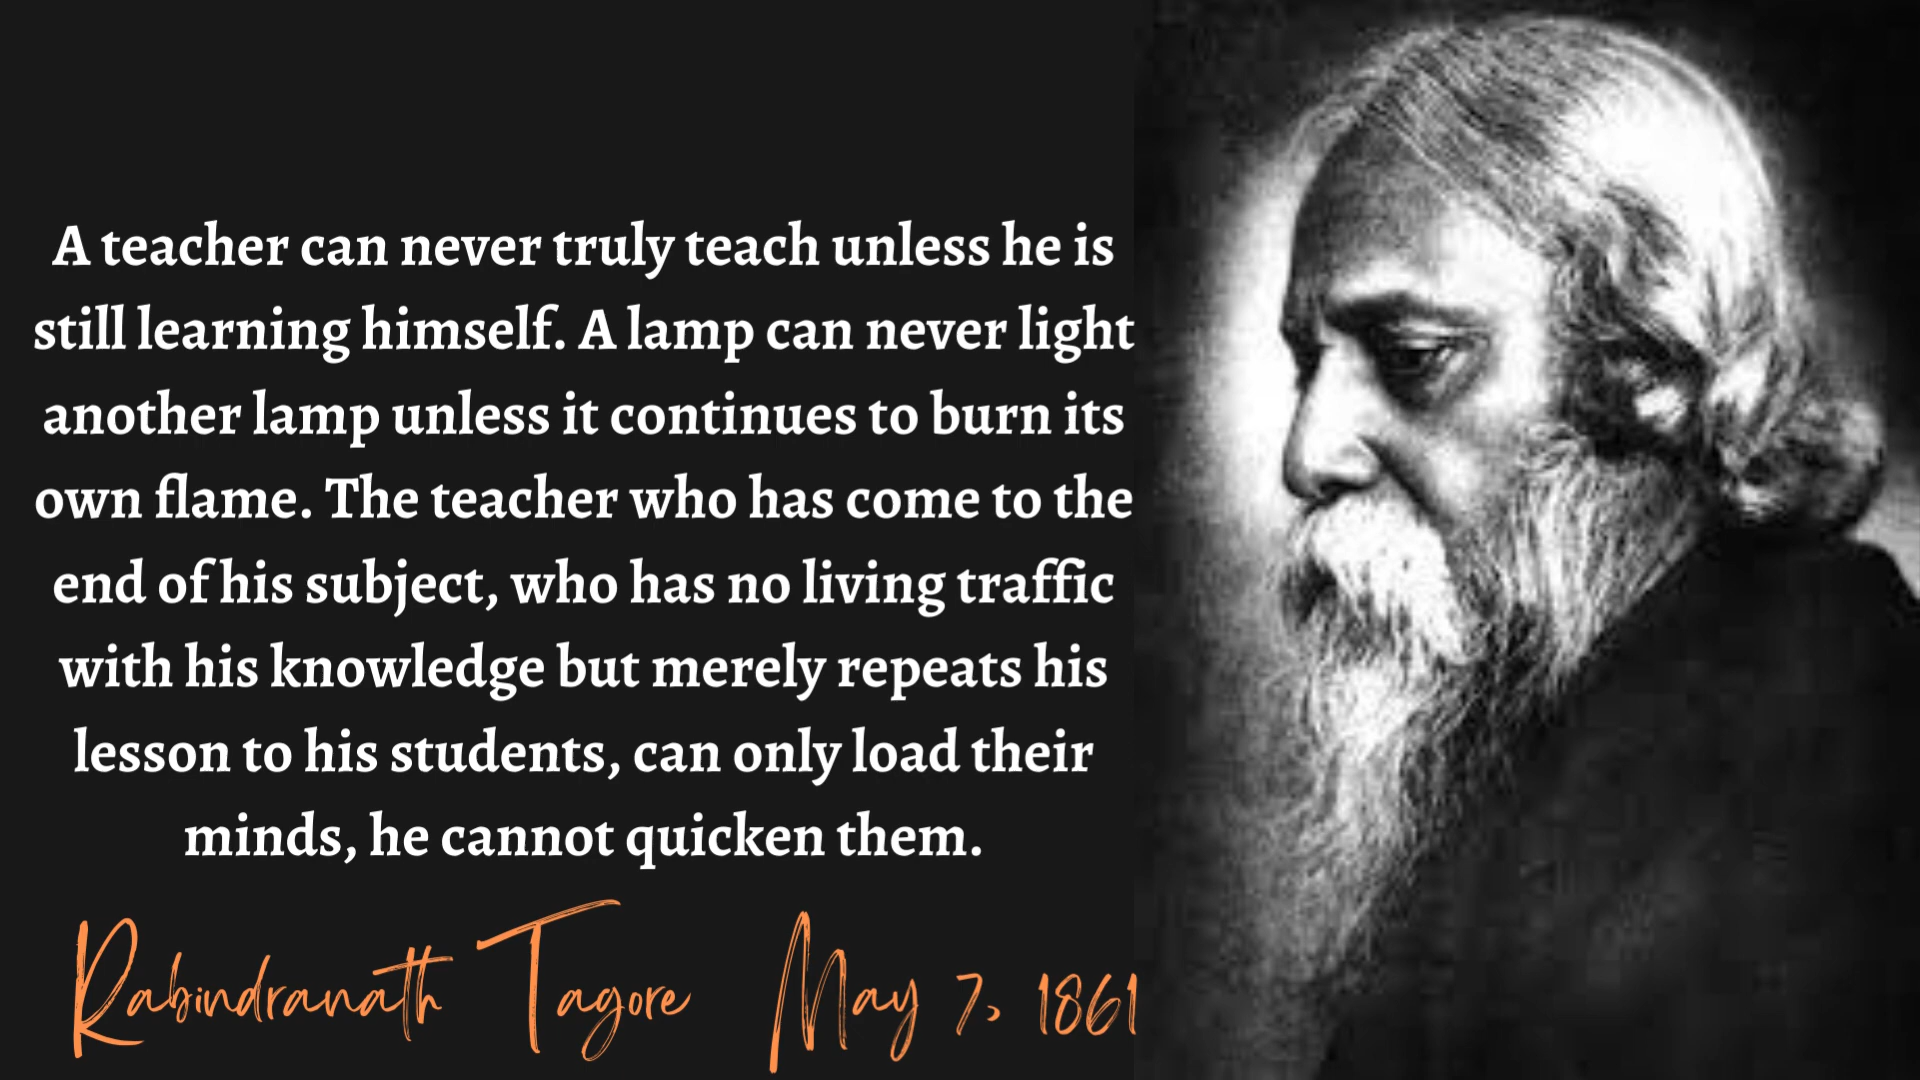 A teacher can never truly teach unless he is
still learning himself. A lamp can never light
another lamp unless it continues to burn its
own flame. The teacher who has come to the
end of his subject, who has no living traffic
with his knowledge but merely repeats his
lesson to his students, can only load their
minds, he cannot quicken them.
Rabindranath Tagore May 7, 1861